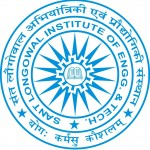 संत लौंगोवाल अभियांत्रिकी एवं प्रौद्योगिकी संस्थान
SANT LONGOWAL INSTITUTE OF ENGG. & TECH.
योगः कर्मसु कौशलम्